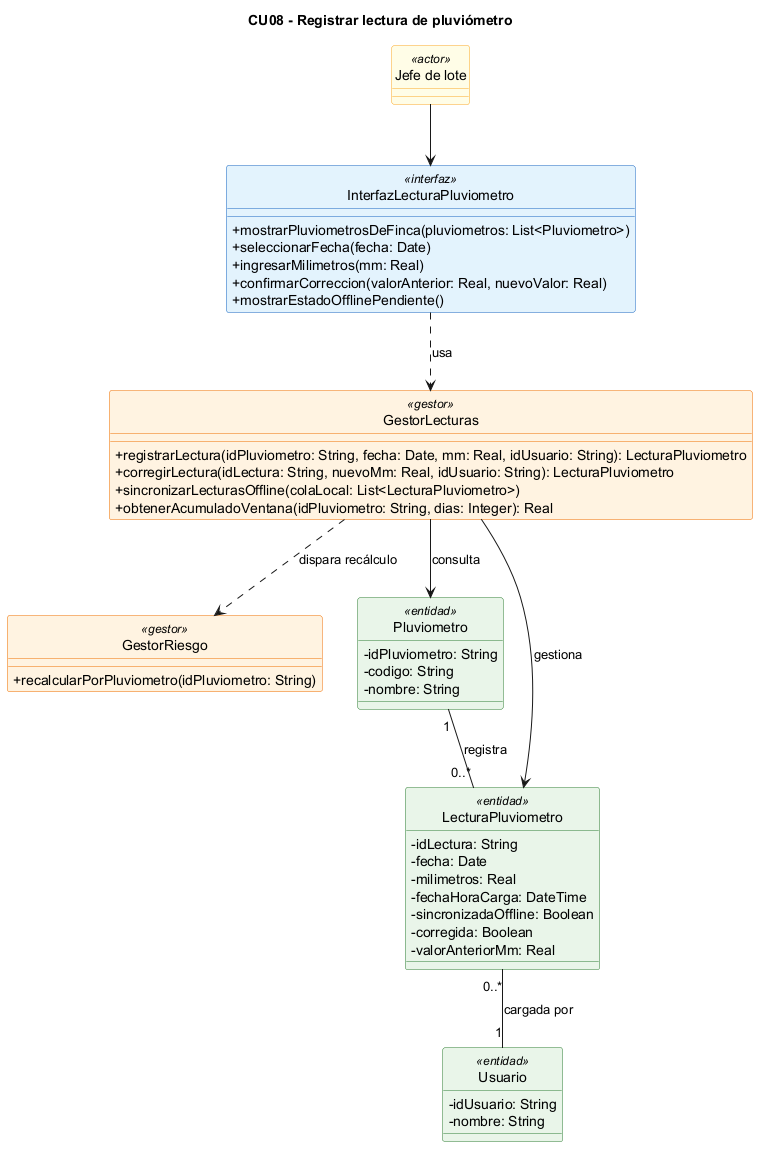 CU08 - Registrar lectura de pluviómetro
«actor»
Jefe de lote
«interfaz»
InterfazLecturaPluviometro
+mostrarPluviometrosDeFinca(pluviometros: List<Pluviometro>)
+seleccionarFecha(fecha: Date)
+ingresarMilimetros(mm: Real)
+confirmarCorreccion(valorAnterior: Real, nuevoValor: Real)
+mostrarEstadoOfflinePendiente()
usa
«gestor»
GestorLecturas
+registrarLectura(idPluviometro: String, fecha: Date, mm: Real, idUsuario: String): LecturaPluviometro
+corregirLectura(idLectura: String, nuevoMm: Real, idUsuario: String): LecturaPluviometro
+sincronizarLecturasOffline(colaLocal: List<LecturaPluviometro>)
+obtenerAcumuladoVentana(idPluviometro: String, dias: Integer): Real
dispara recálculo
consulta
gestiona
«gestor»
GestorRiesgo
+recalcularPorPluviometro(idPluviometro: String)
«entidad»
Pluviometro
-idPluviometro: String
-codigo: String
-nombre: String
1
registra
0..*
«entidad»
LecturaPluviometro
-idLectura: String
-fecha: Date
-milimetros: Real
-fechaHoraCarga: DateTime
-sincronizadaOffline: Boolean
-corregida: Boolean
-valorAnteriorMm: Real
0..*
cargada por
1
«entidad»
Usuario
-idUsuario: String
-nombre: String